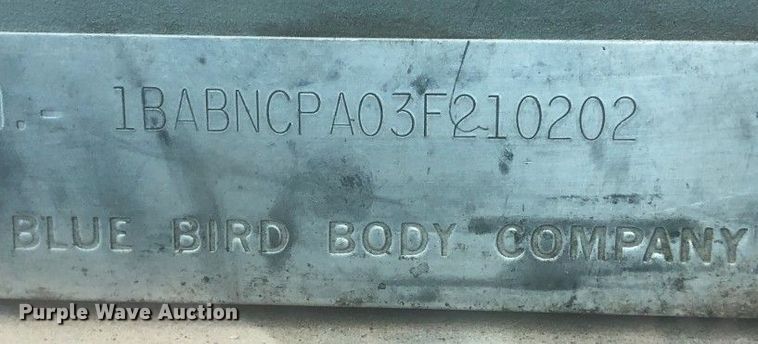 .- 1BABNCPA03F210202
BLUE BIRD BODY COMPANY
Purple Wave Auction